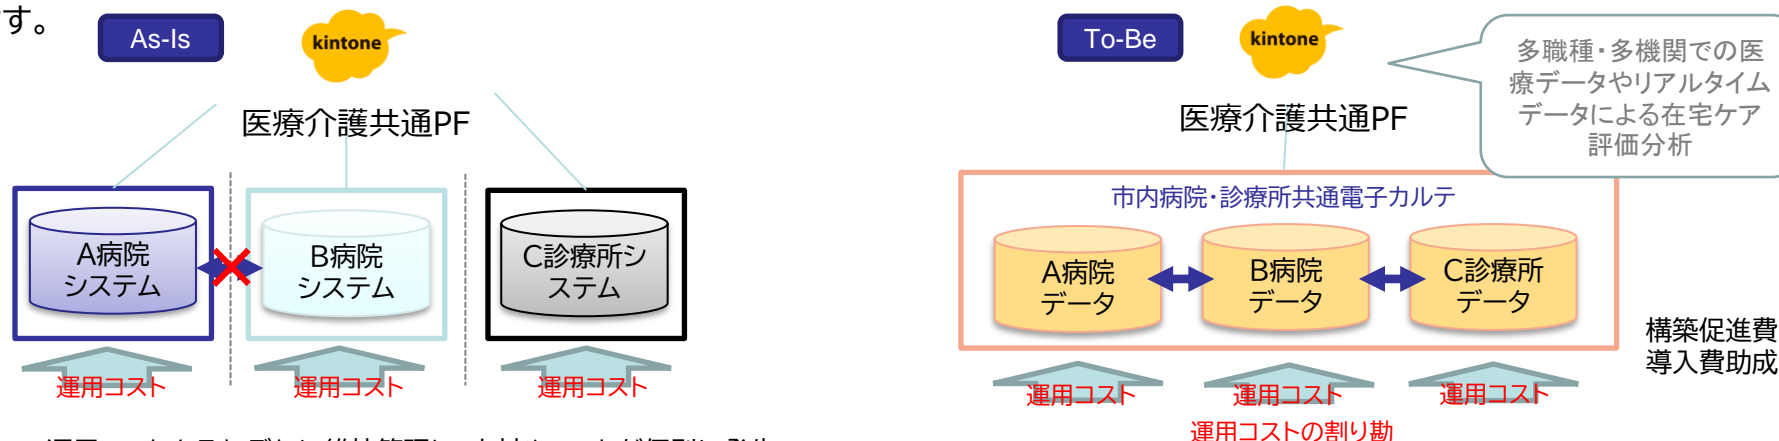 す。
As-Is
kintone
医療介護共通PF
A病院
システム
B病院
システム
C診療所シ
ステム
運用コスト
運用コスト
運用コスト
To-Be
kintone
医療介護共通PF
多職種・多機関での医
療データやリアルタイム
データによる在宅ケア
評価分析
市内病院・診療所共通電子カルテ
A病院
データ
B病院
データ
C診療所
データ
構築促進費
導入費助成
運用コスト
運用コスト
運用コスト
運用コストの割り勘